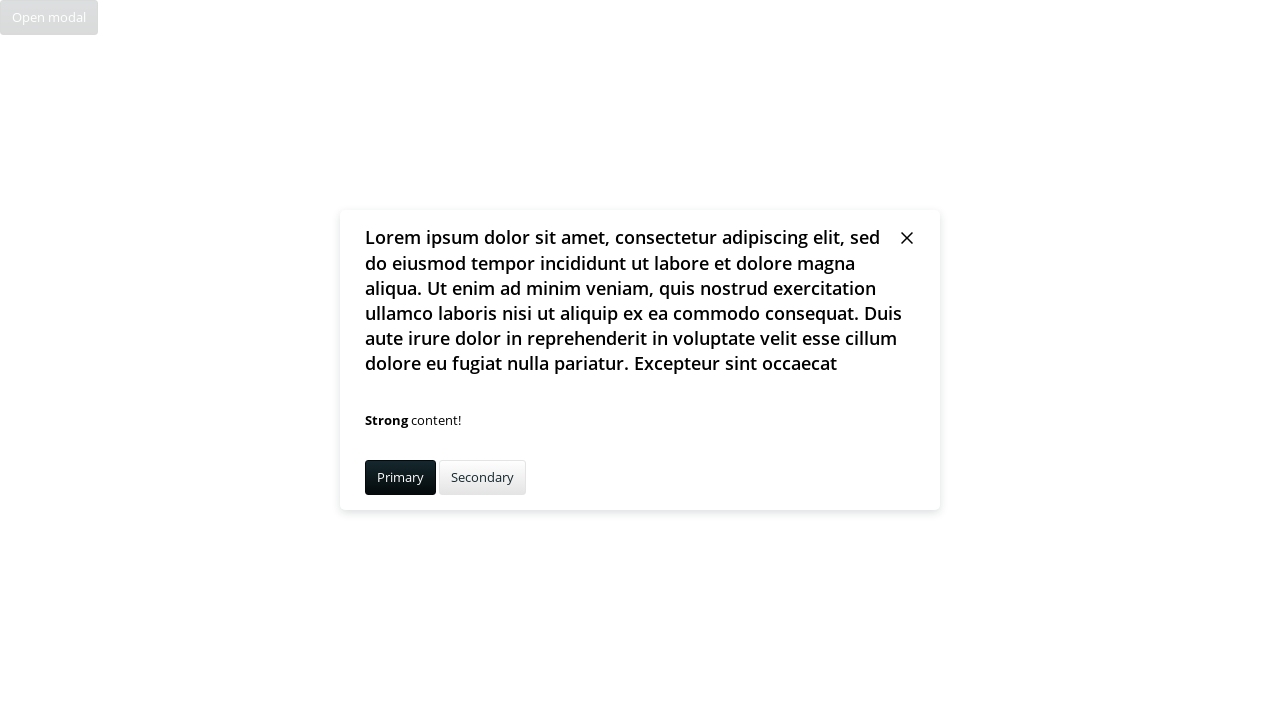 Open modal
Lorem ipsum dolor sit amet, consectetur adipiscing elit, sed
do eiusmod tempor incididunt ut labore et dolore magna
aliqua. Ut enim ad minim veniam, quis nostrud exercitation
ullamco laboris nisi ut aliquip ex ea commodo consequat. Duis
aute irure dolor in reprehenderit in voluptate velit esse cillum
dolore eu fugiat nulla pariatur. Excepteur sint occaecat
Strong content!
Primary Secondary